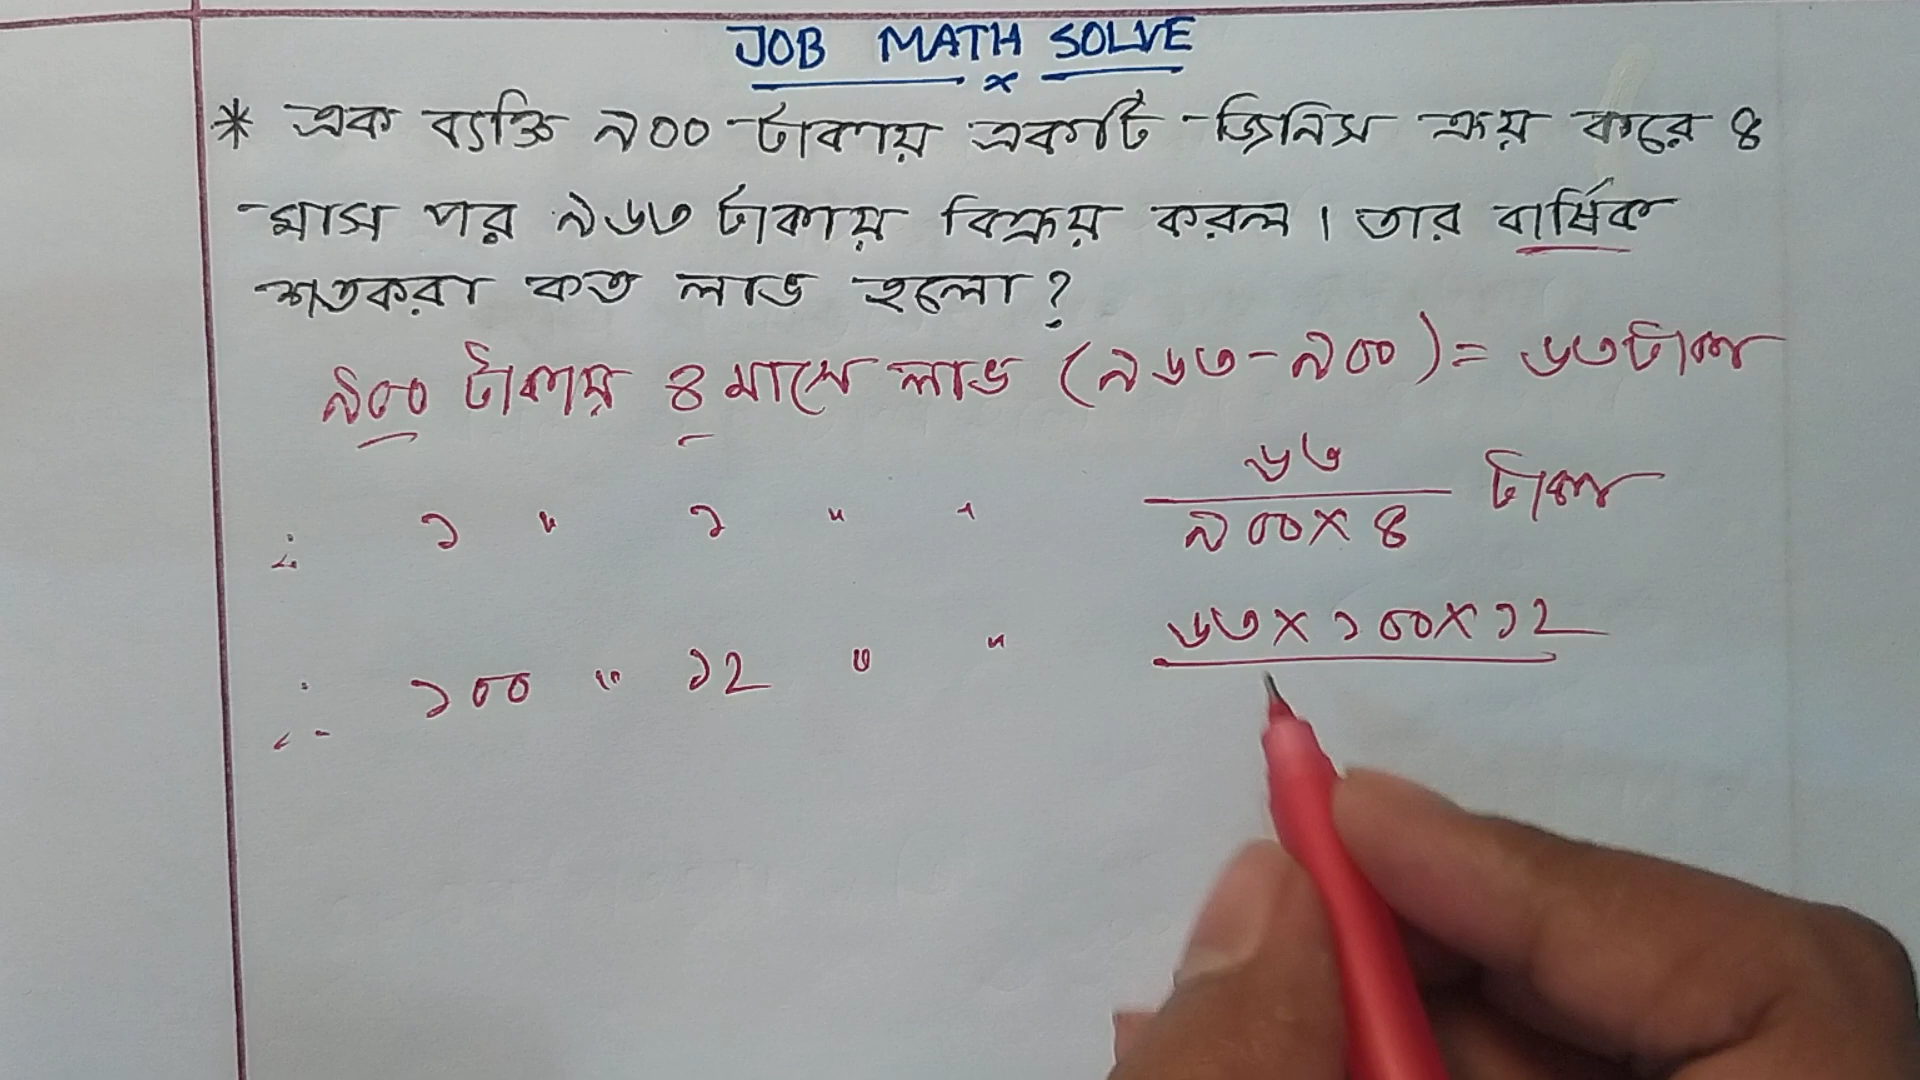 JOB MATH SOLVE
x
* এক ব্যক্তি ৯০০ টাকায় একটি জিনিস ক্রয় করে ৪
মাস পর ৯৬৩ টাকায় বিক্রয় করল। তার বার্ষিক
শতকরা কত লাভ হলো?
৯০০ টাকায় ৪ মাসে লাভ (৯৬৩-৯০০) = ৬৩ টাকা
∴ ১ " ১ " " ৬৩ / ৯০০×৪ টাকা
∴ ১০০ " ১২ " " ৬৩×১০০×১২